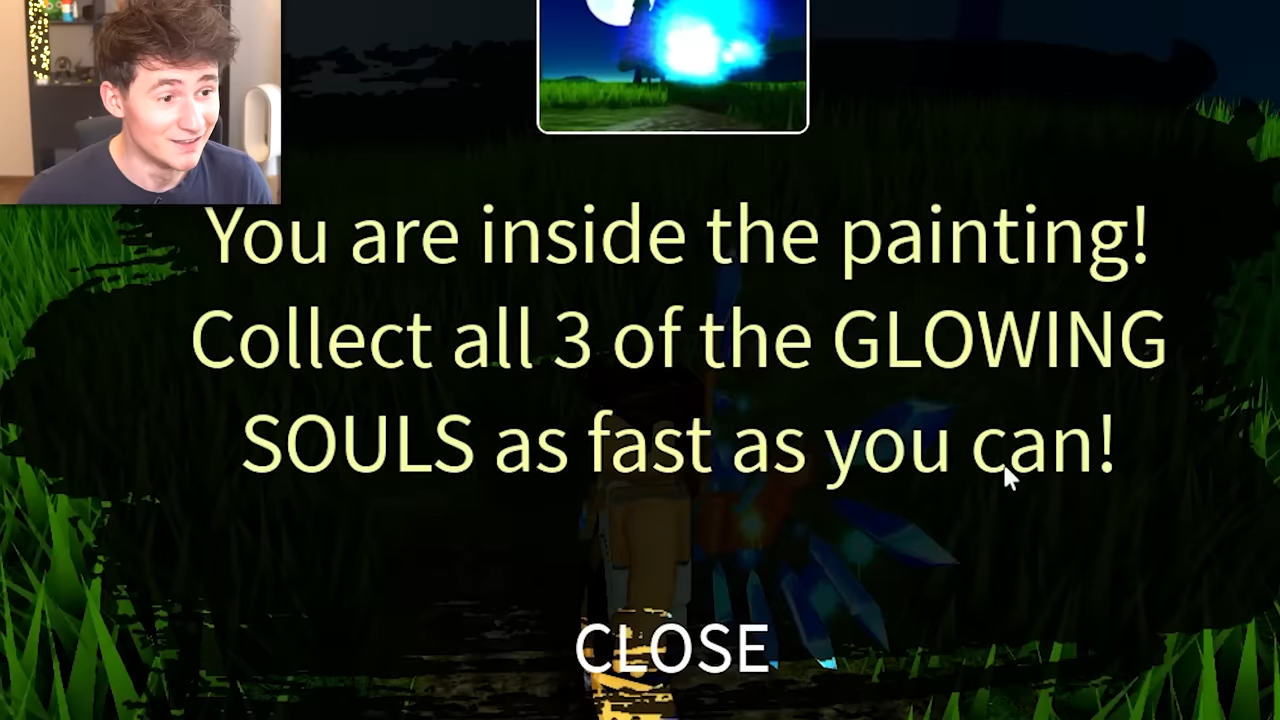 You are inside the painting!
Collect all 3 of the GLOWING
SOULS as fast as you can!
CLOSE